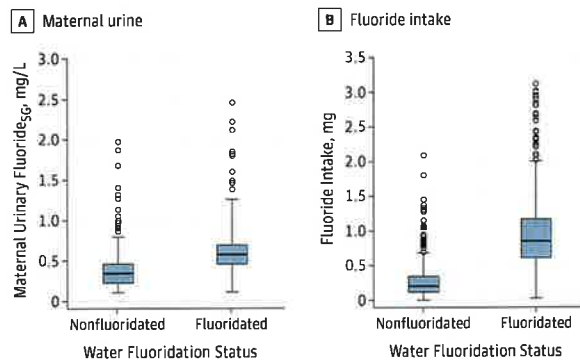 A Maternal urine
3.0
2.5
2.0
1.5
1.0
0.5
0
Maternal Urinary FluorideSG, mg/L
Nonfluoridated Fluoridated
Water Fluoridation Status
B Fluoride intake
3.5
3.0
2.5
2.0
1.5
1.0
0.5
0
Fluoride Intake, mg
Nonfluoridated Fluoridated
Water Fluoridation Status